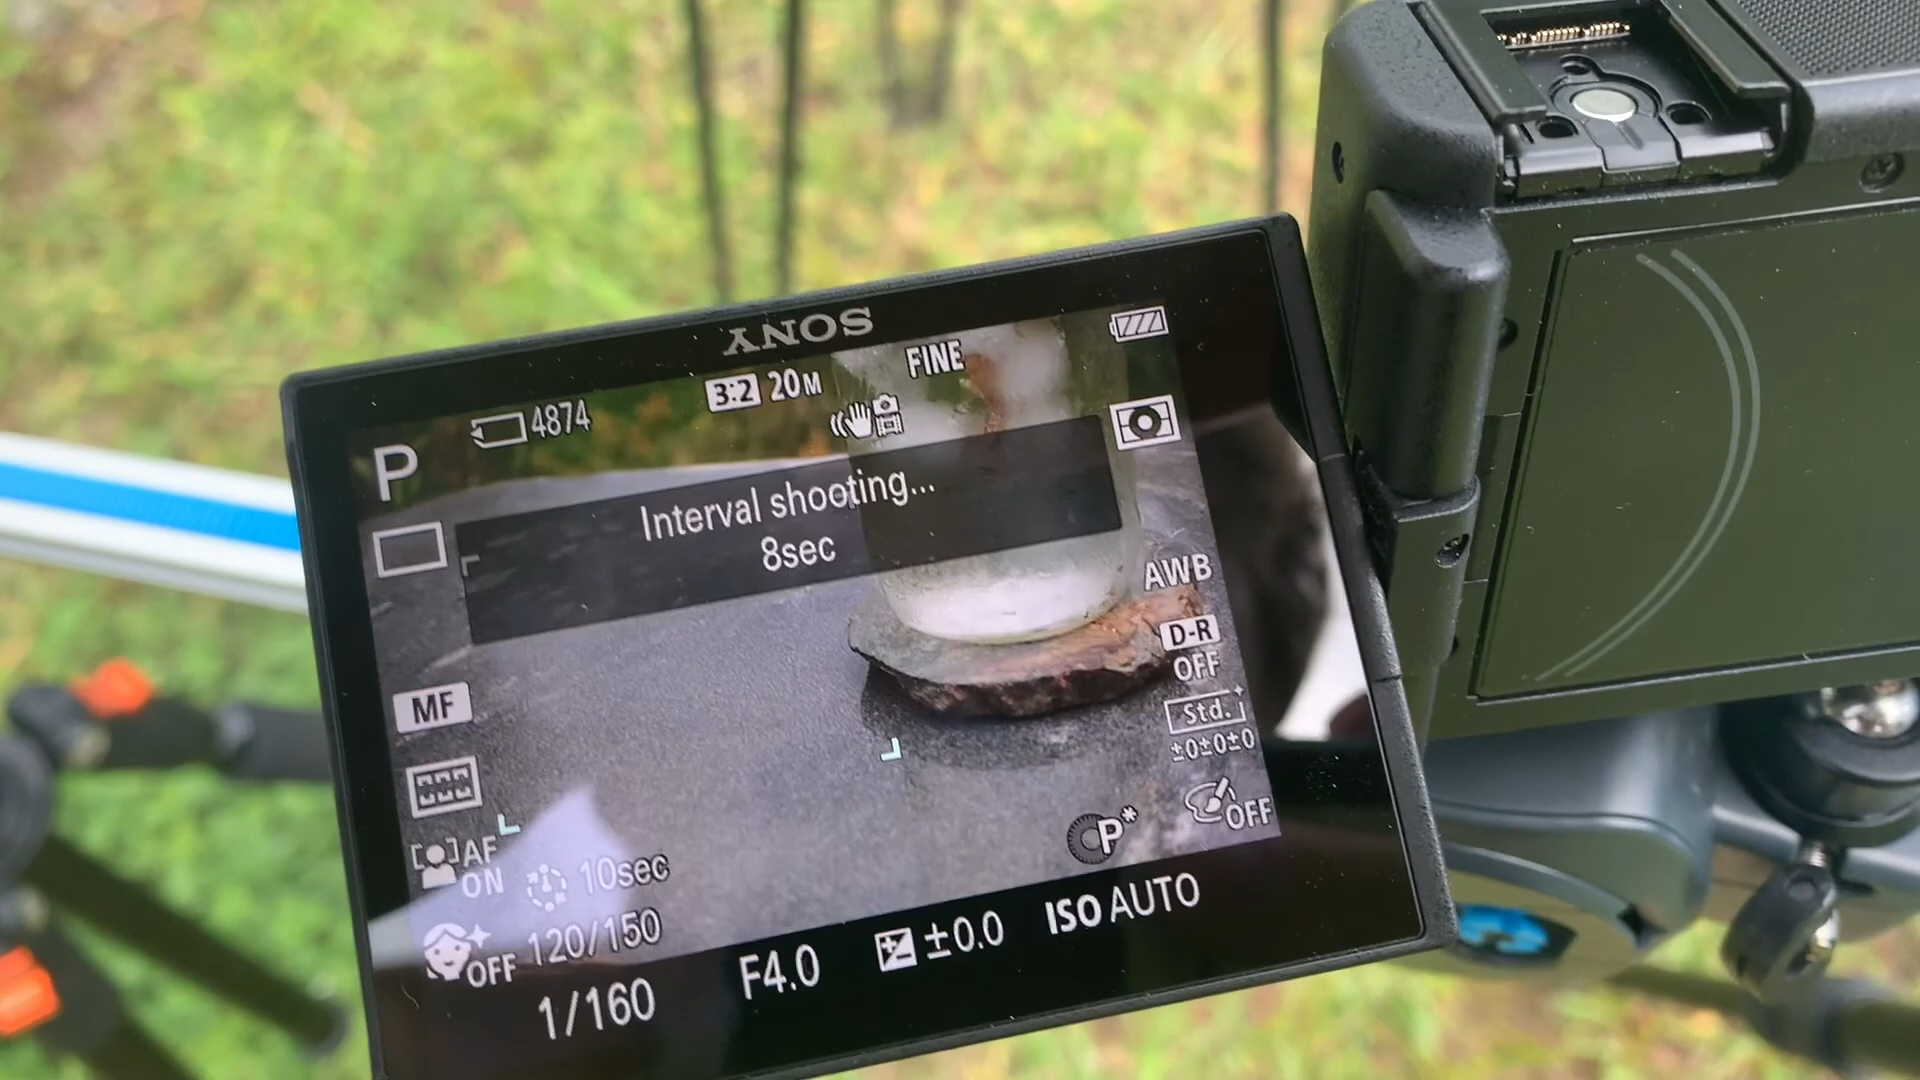 SONY
FINE
3:2 20M
4874
P
Interval shooting...
8sec
AWB
D-R
OFF
MF
Std.
±0±0±0
AF
ON
10sec
P*
OFF
OFF
120/150
1/160
F4.0
±0.0
ISO AUTO